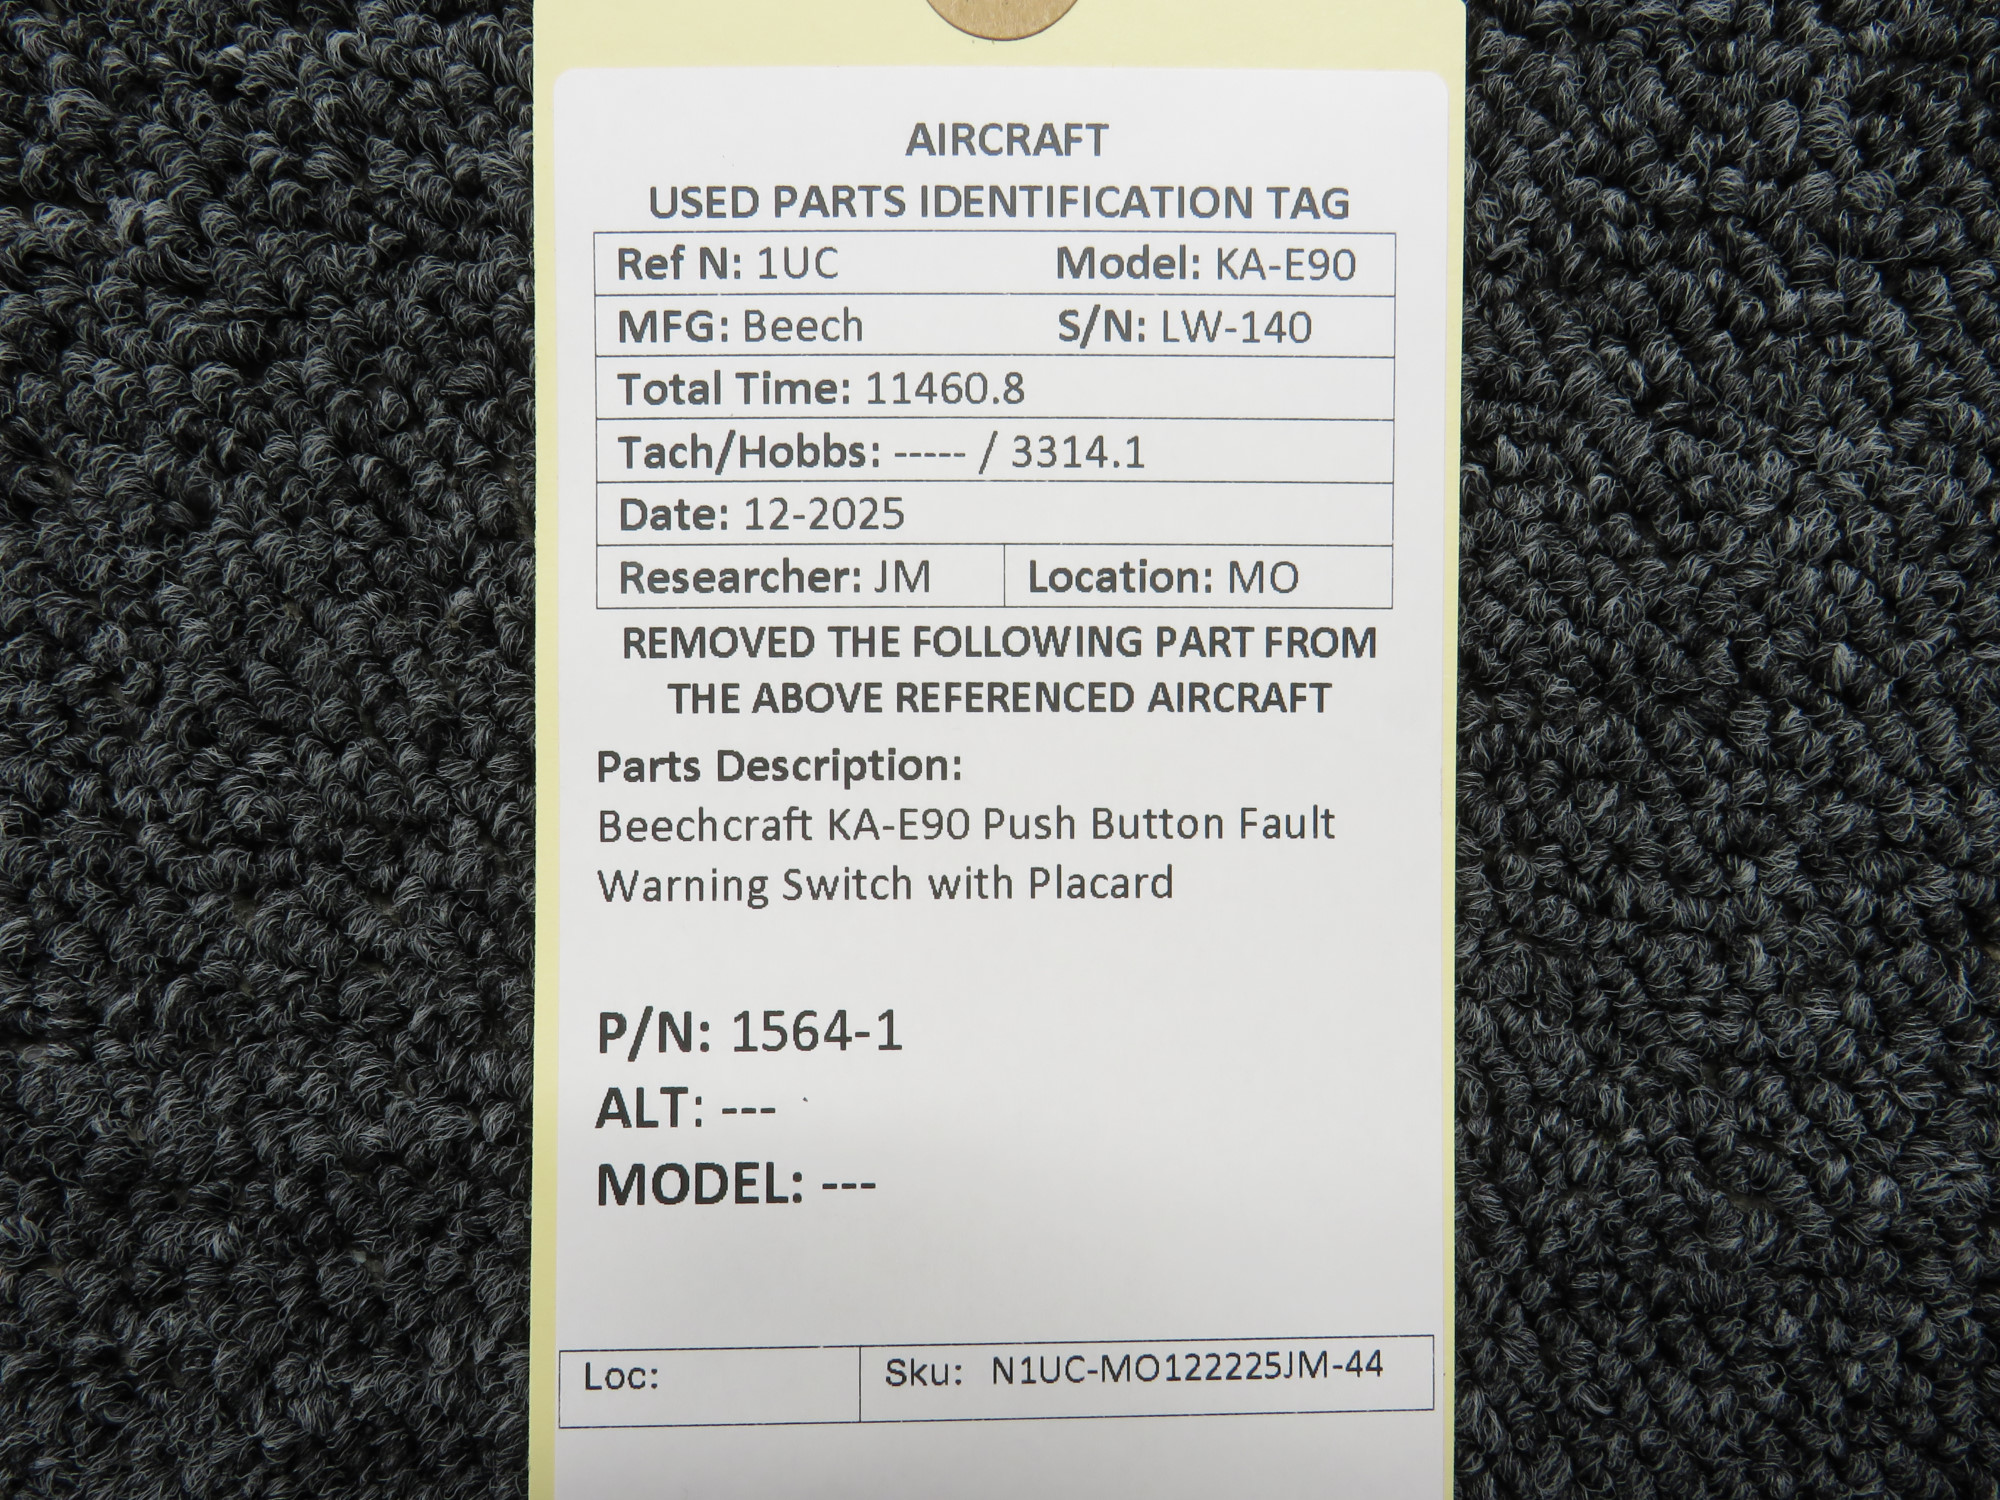 AIRCRAFT
USED PARTS IDENTIFICATION TAG
Ref N: 1UC Model: KA-E90
MFG: Beech S/N: LW-140
Total Time: 11460.8
Tach/Hobbs: ----- / 3314.1
Date: 12-2025
Researcher: JM Location: MO
REMOVED THE FOLLOWING PART FROM
THE ABOVE REFERENCED AIRCRAFT
Parts Description:
Beechcraft KA-E90 Push Button Fault
Warning Switch with Placard
P/N: 1564-1
ALT: ---
MODEL: ---
Loc: Sku: N1UC-MO122225JM-44